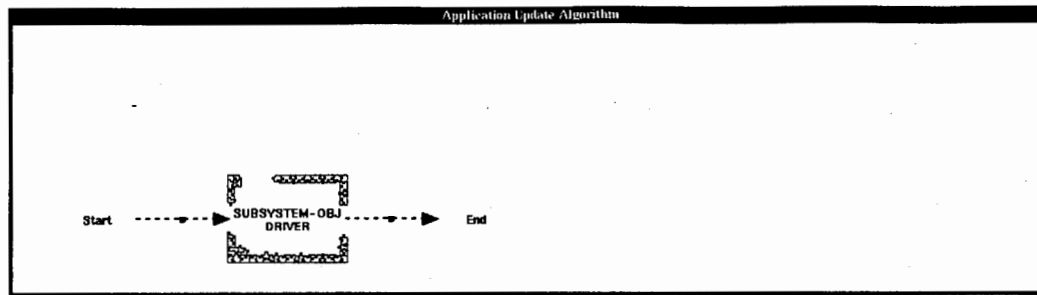 Application Update Algorithm
Start
SUBSYSTEM-OBJ
DRIVER
End